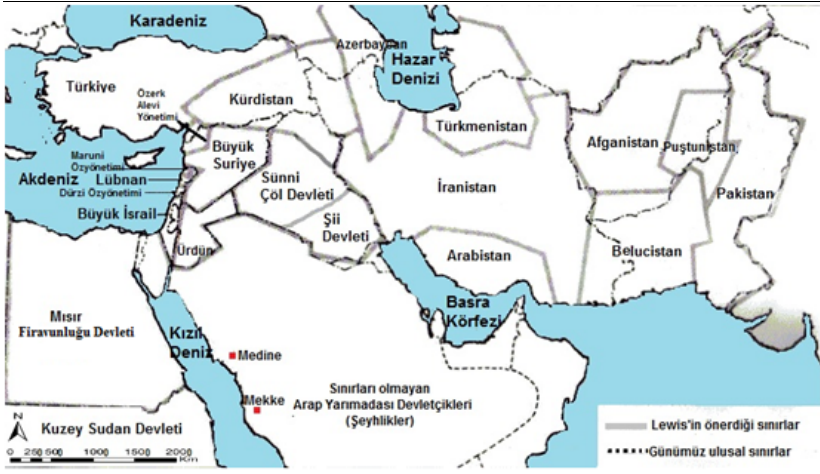 Karadeniz
Azerbaycan
Hazar
Denizi
Türkiye
Özerk
Alevi
Yönetimi
Kürdistan
Türkmenistan
Afganistan
Puştunistan
Büyük
Suriye
Maruni
Özyönetimi
Akdeniz
Lübnan
Dürzi Özyönetimi
Sünni
Çöl Devleti
İranistan
Pakistan
Büyük İsrail
Şii
Devleti
Ürdün
Arabistan
Belucistan
Mısır
Firavunluğu Devleti
Kızıl
Deniz
Basra
Körfezi
Medine
Mekke
Sınırları olmayan
Arap Yarımadası Devletçikleri
(Şeyhlikler)
N
Kuzey Sudan Devleti
0 250 500 1000 1500 2000
Km
Lewis'in önerdiği sınırlar
Günümüz ulusal sınırlar